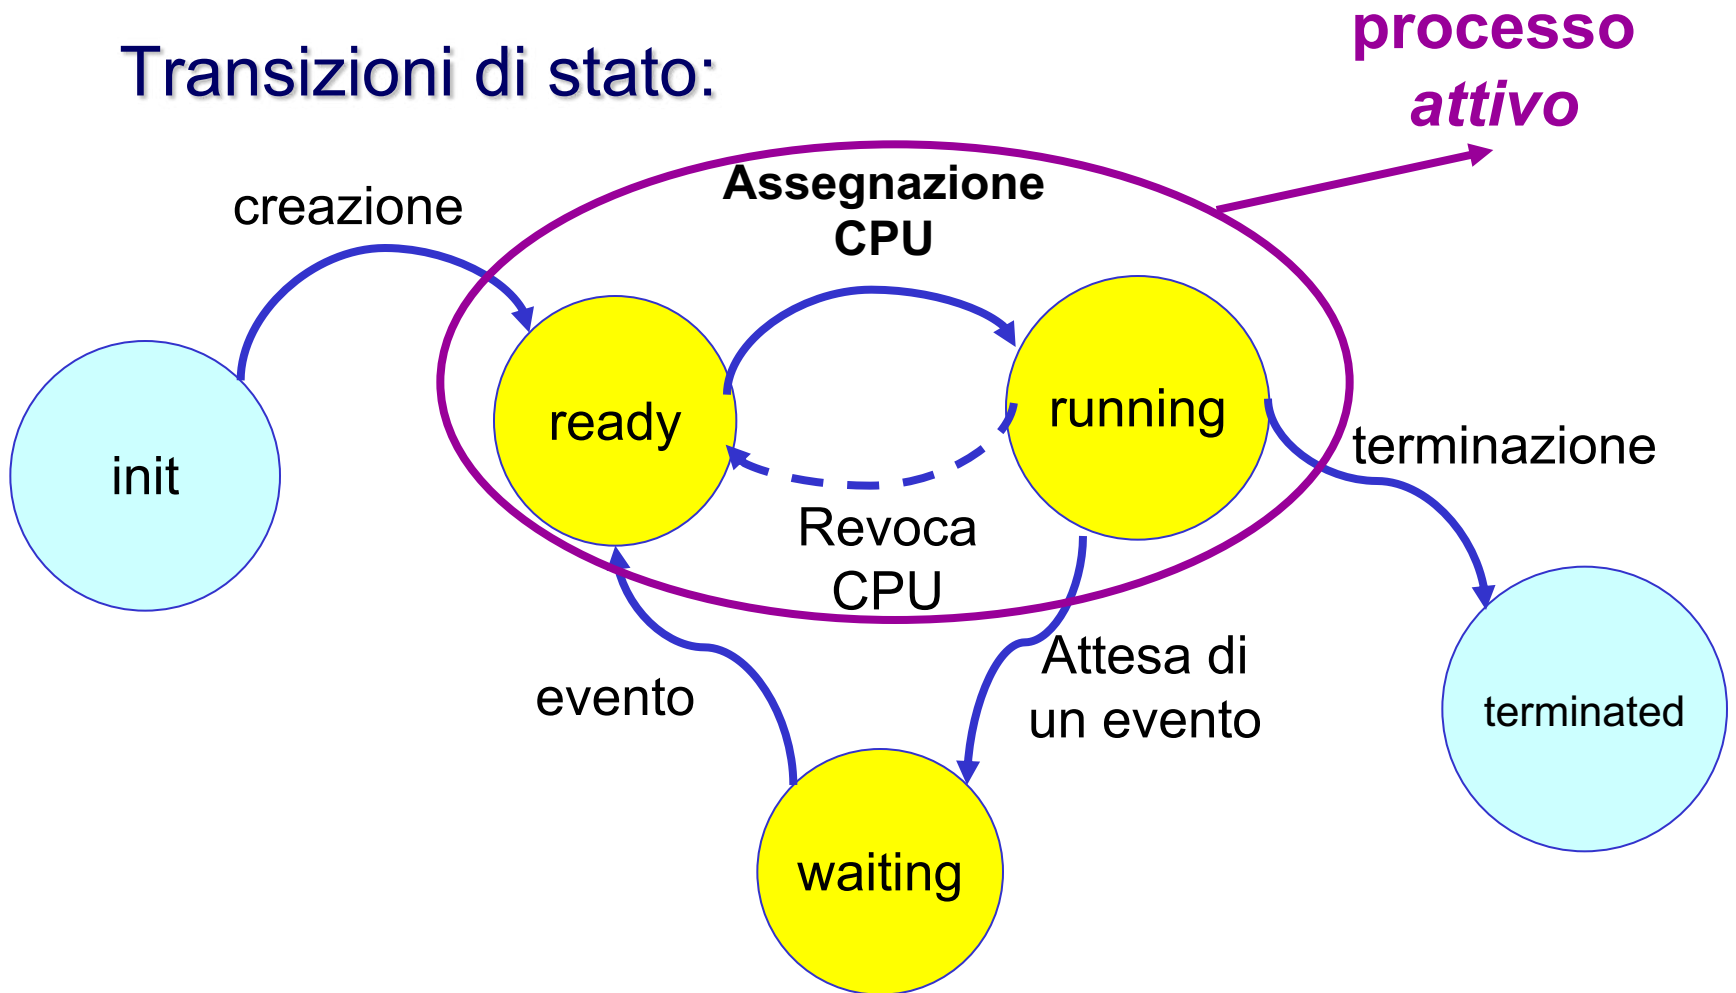 Transizioni di stato:
processo
attivo
creazione
Assegnazione
CPU
init
ready
running
terminazione
Revoca
CPU
evento
Attesa di
un evento
terminated
waiting